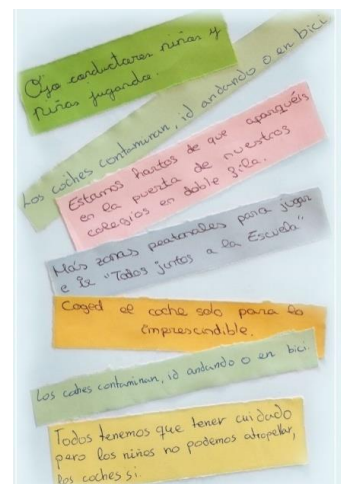 Ojo conductores niños y
niñas jugando.
Los coches contaminan, id andando o en bici
Estamos hartos de que aparquéis
en la puerta de nuestros
colegios en doble fila.
Más zonas peatonales para jugar
e ir "Todos juntos a la Escuela"
Coged el coche solo para lo
imprescindible.
Los coches contaminan, id andando o en bici.
Todos tenemos que tener cuidado
pero los niños no podemos atropellar,
los coches si.